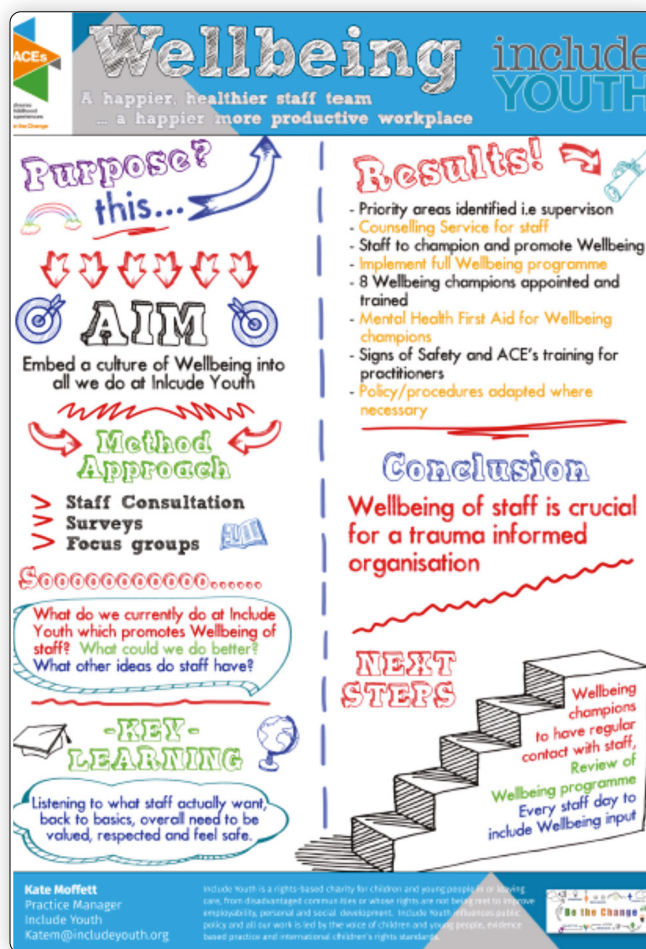 ACEs
in the Change
Wellbeing
A happier, healthier staff team
... a happier more productive workplace
include
YOUTH
Purpose?
this...
AIM
Embed a culture of Wellbeing into
all we do at Inlcude Youth
Method
Approach
Staff Consultation
Surveys
Focus groups
Soooooooooooo......
What do we currently do at Include
Youth which promotes Wellbeing of
staff? What could we do better?
What other ideas do staff have?
-KEY-
LEARNING
Listening to what staff actually want,
back to basics, overall need to be
valued, respected and feel safe.
Results!
- Priority areas identified i.e supervison
- Counselling Service for staff
- Staff to champion and promote Wellbeing
- Implement full Wellbeing programme
- 8 Wellbeing champions appointed and
trained
- Mental Health First Aid for Wellbeing
champions
- Signs of Safety and ACE's training for
practitioners
- Policy/procedures adapted where
necessary
Conclusion
Wellbeing of staff is crucial
for a trauma informed
organisation
NEXT
STEPS
Wellbeing
champions
to have regular
contact with staff,
Review of
Wellbeing programme
Every staff day to
include Wellbeing input
Kate Moffett
Practice Manager
Include Youth
Katem@includeyouth.org
Include Youth is a rights-based charity for children and young people in or leaving
care, from disadvantaged communities or whose rights are not being met to improve
employability, personal and social development. Include Youth influences public
policy and all our work is led by the voice of children and young people, evidence
based practice and international children's rights standards.
Be the Change